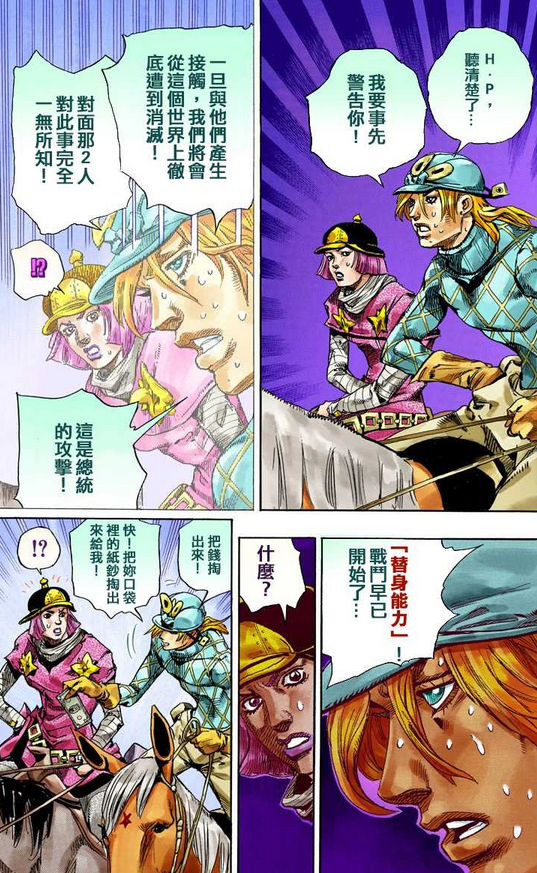 H．P，
聽清楚了…
我要事先
警告你！
一旦與他們產生
接觸，我們將會
從這個世界上徹
底遭到消滅！
對面那2人
對此事完全
一無所知！
!?
這是總統
的攻擊！
「替身能力」
戰鬥早已
開始了…！
什麼？
把錢掏
出來！
快！把妳口袋
裡的紙鈔掏出
來給我！
!?